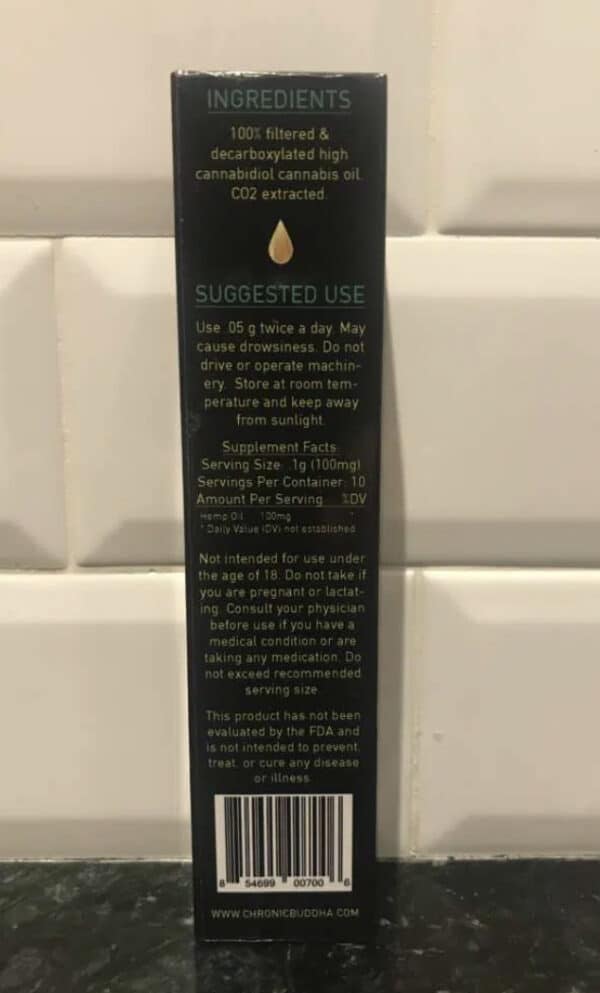 INGREDIENTS
100% filtered &
decarboxylated high
cannabidiol cannabis oil.
CO2 extracted.
SUGGESTED USE
Use .05 g twice a day. May
cause drowsiness. Do not
drive or operate machin-
ery. Store at room tem-
perature and keep away
from sunlight.
Supplement Facts:
Serving Size: .1g (100mg)
Servings Per Container: 10
Amount Per Serving %DV
Hemp Oil 100mg *
* Daily Value (DV) not established
Not intended for use under
the age of 18. Do not take if
you are pregnant or lactat-
ing. Consult your physician
before use if you have a
medical condition or are
taking any medication. Do
not exceed recommended
serving size.
This product has not been
evaluated by the FDA and
is not intended to prevent,
treat, or cure any disease
or illness.
8 54699 00700 6
WWW.CHRONICBUDDHA.COM